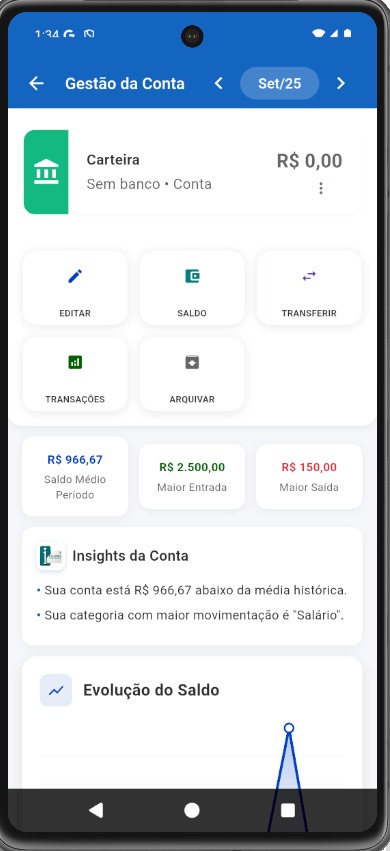 1:34
Gestão da Conta
Set/25
Carteira
R$ 0,00
Sem banco • Conta
EDITAR
SALDO
TRANSFERIR
TRANSAÇÕES
ARQUIVAR
R$ 966,67
Saldo Médio
Período
R$ 2.500,00
Maior Entrada
R$ 150,00
Maior Saída
Insights da Conta
• Sua conta está R$ 966,67 abaixo da média histórica.
• Sua categoria com maior movimentação é "Salário".
Evolução do Saldo